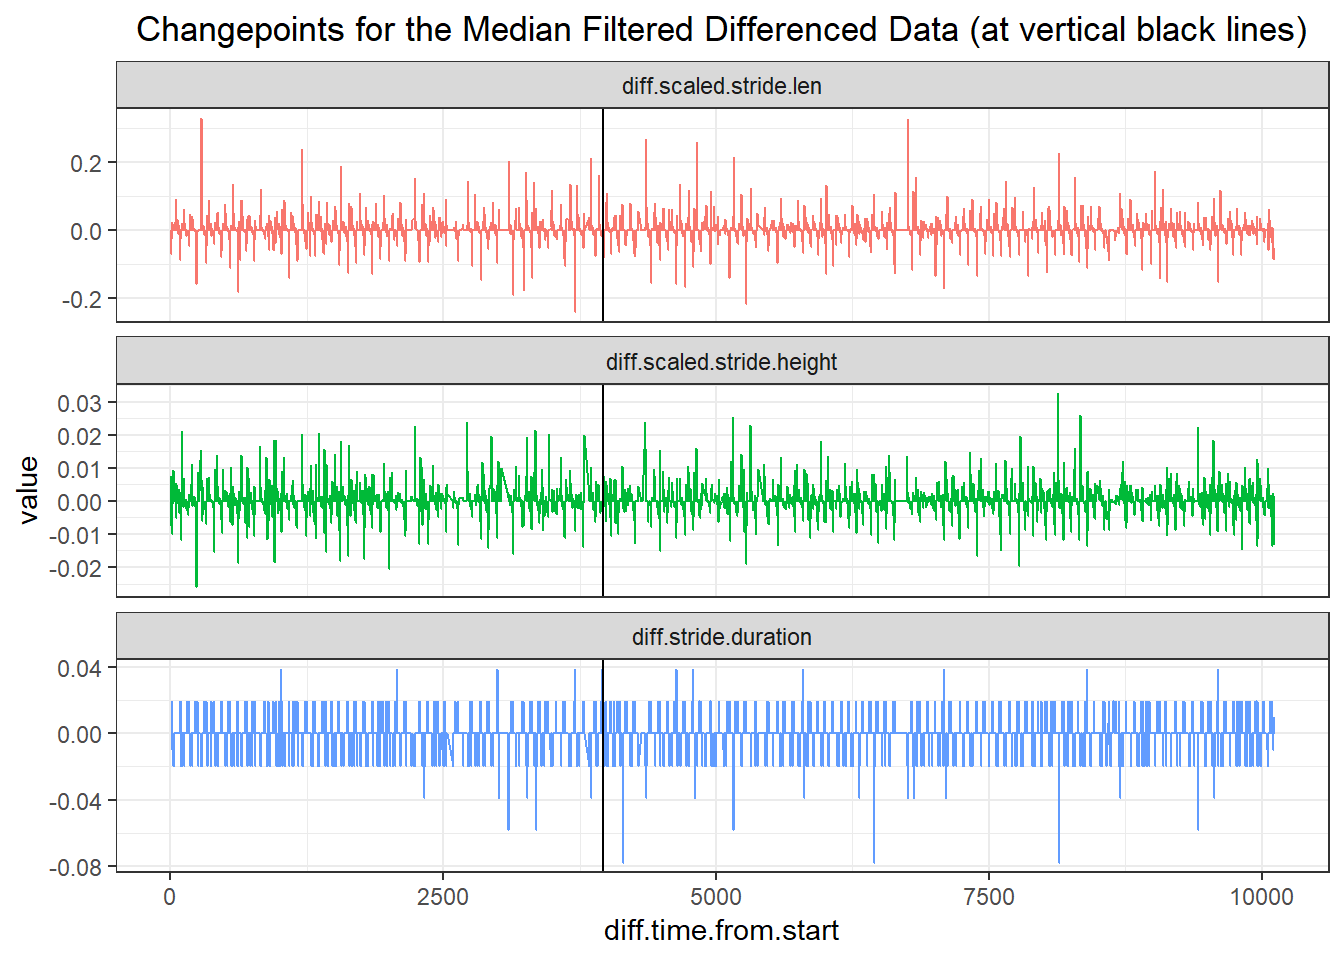 Changepoints for the Median Filtered Differenced Data (at vertical black lines)
diff.scaled.stride.len
0.2
0.0
-0.2
diff.scaled.stride.height
0.03
0.02
0.01
0.00
-0.01
-0.02
value
diff.stride.duration
0.04
0.00
-0.04
-0.08
0 2500 5000 7500 10000
diff.time.from.start